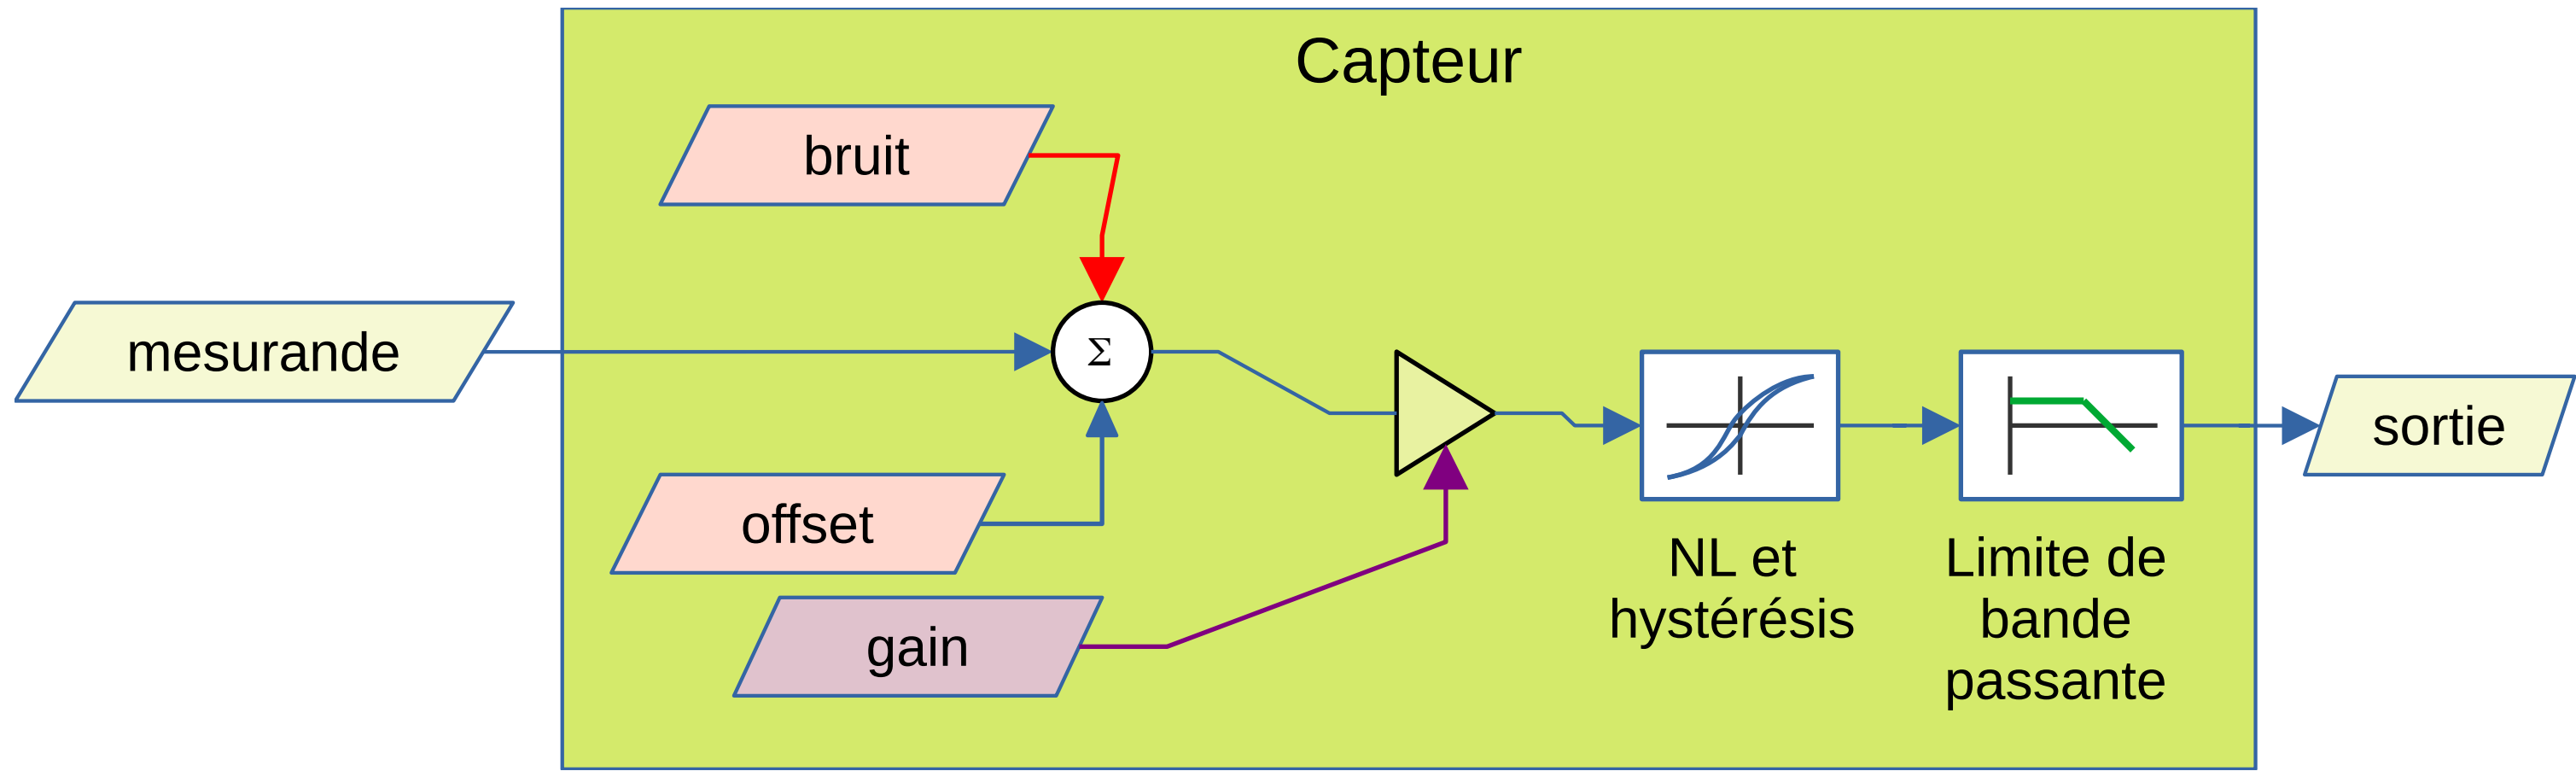 Capteur
bruit
mesurande
Σ
offset
gain
NL et
hystérésis
Limite de
bande
passante
sortie